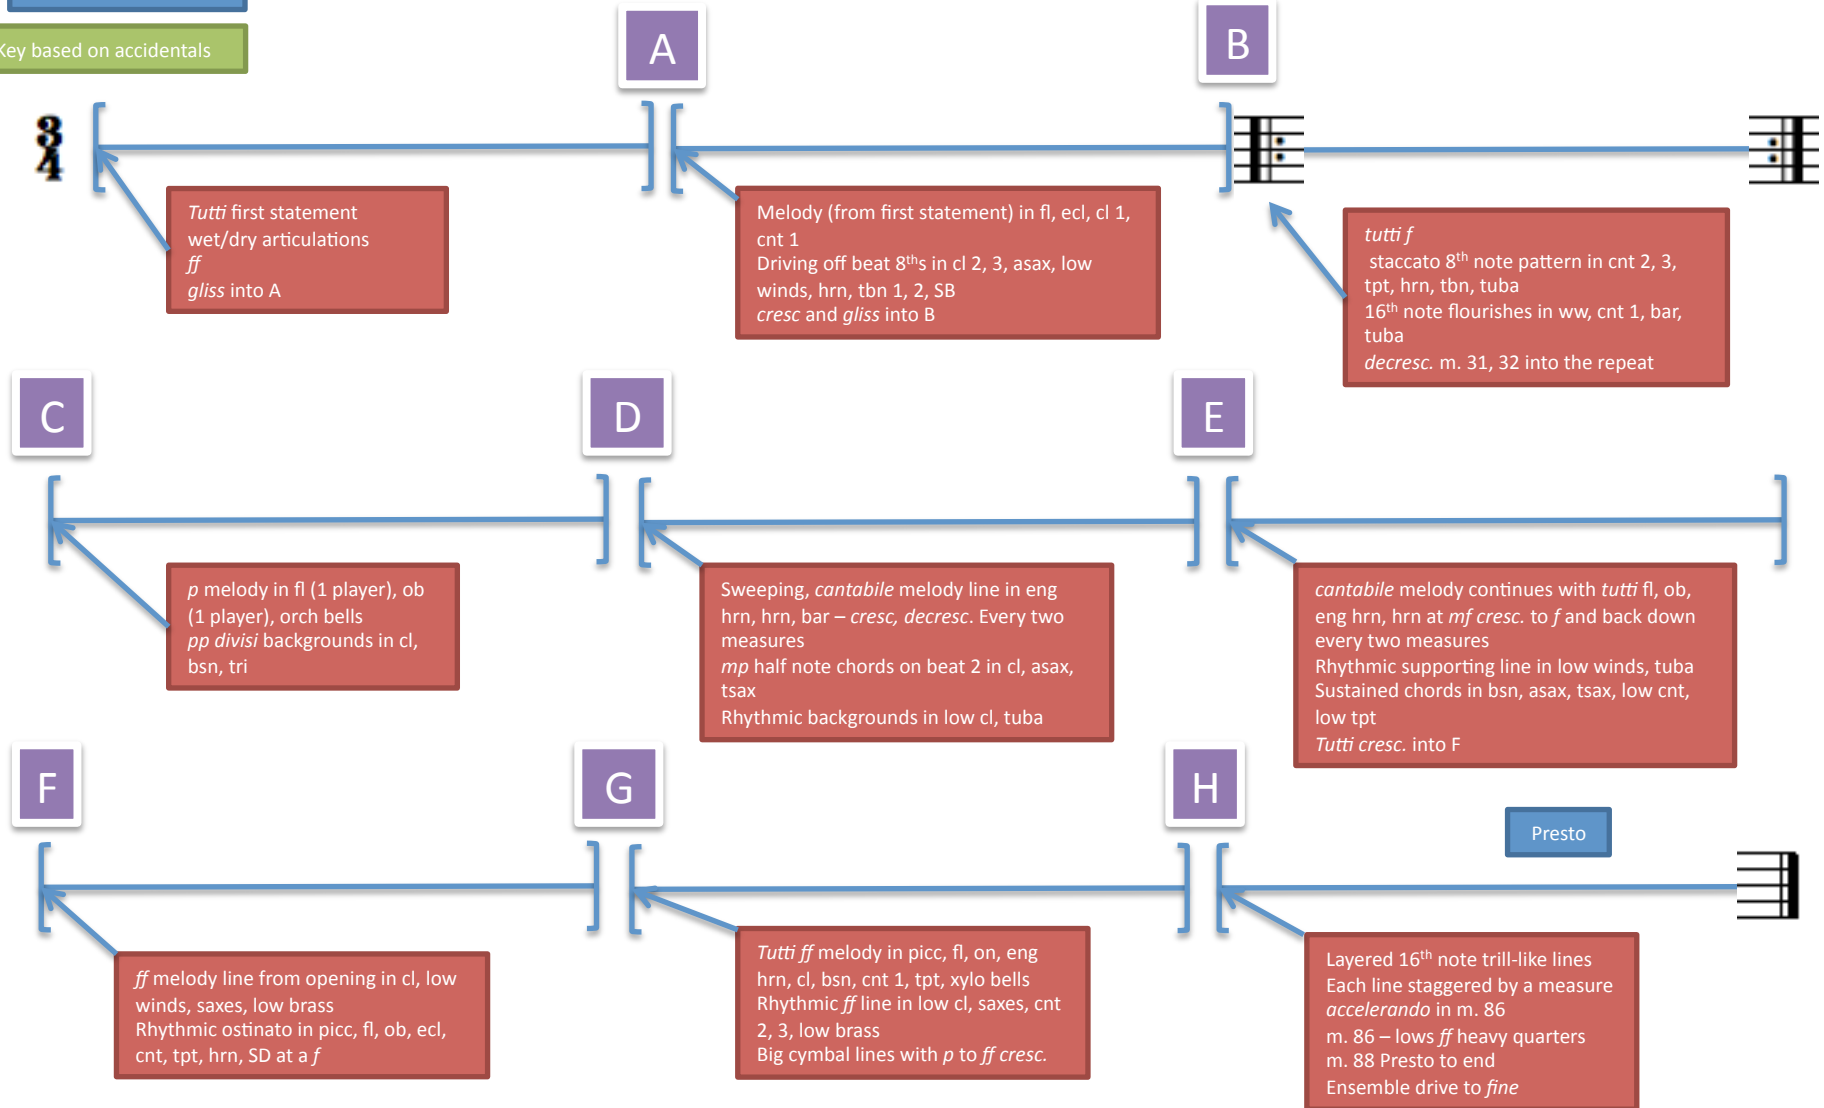 Key based on accidentals
A
B
3
4
Tutti first statement
wet/dry articulations
ff
gliss into A
Melody (from first statement) in fl, ecl, cl 1,
cnt 1
Driving off beat 8ths in cl 2, 3, asax, low
winds, hrn, tbn 1, 2, SB
cresc and gliss into B
tutti f
staccato 8th note pattern in cnt 2, 3,
tpt, hrn, tbn, tuba
16th note flourishes in ww, cnt 1, bar,
tuba
decresc. m. 31, 32 into the repeat
C
D
E
p melody in fl (1 player), ob
(1 player), orch bells
pp divisi backgrounds in cl,
bsn, tri
Sweeping, cantabile melody line in eng
hrn, hrn, bar – cresc, decresc. Every two
measures
mp half note chords on beat 2 in cl, asax,
tsax
Rhythmic backgrounds in low cl, tuba
cantabile melody continues with tutti fl, ob,
eng hrn, hrn at mf cresc. to f and back down
every two measures
Rhythmic supporting line in low winds, tuba
Sustained chords in bsn, asax, tsax, low cnt,
low tpt
Tutti cresc. into F
F
G
H
Presto
ff melody line from opening in cl, low
winds, saxes, low brass
Rhythmic ostinato in picc, fl, ob, ecl,
cnt, tpt, hrn, SD at a f
Tutti ff melody in picc, fl, on, eng
hrn, cl, bsn, cnt 1, tpt, xylo bells
Rhythmic ff line in low cl, saxes, cnt
2, 3, low brass
Big cymbal lines with p to ff cresc.
Layered 16th note trill-like lines
Each line staggered by a measure
accelerando in m. 86
m. 86 – lows ff heavy quarters
m. 88 Presto to end
Ensemble drive to fine